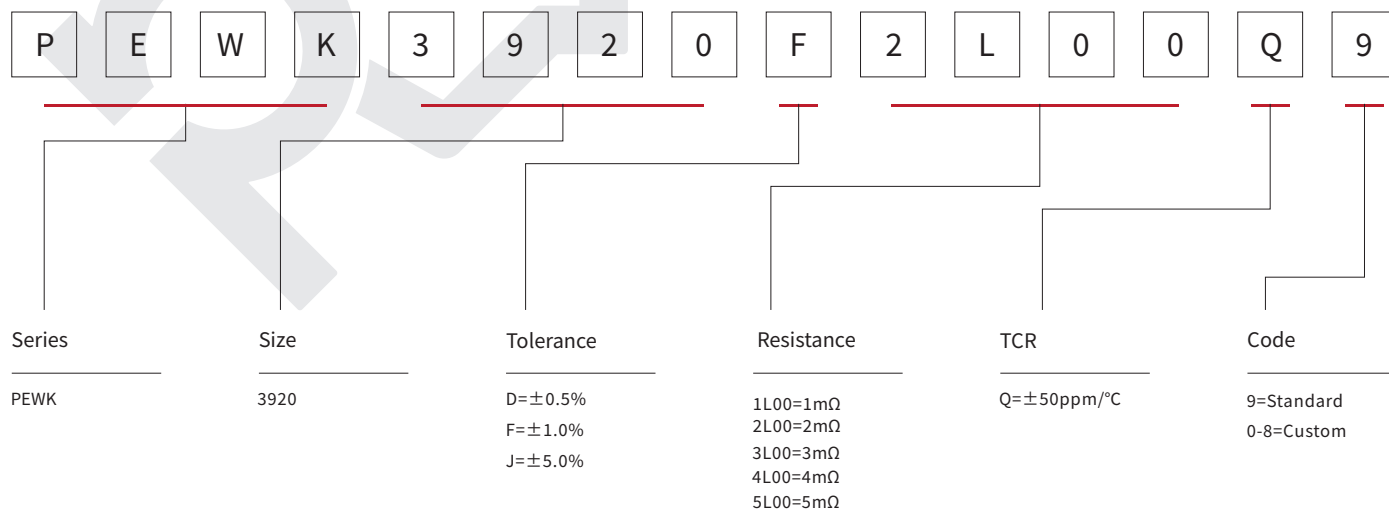 P E W K 3 9 2 0 F 2 L 0 0 Q 9
Series Size Tolerance Resistance TCR Code
PEWK 3920 D=±0.5% 1L00=1mΩ Q=±50ppm/°C 9=Standard
F=±1.0% 2L00=2mΩ 0-8=Custom
J=±5.0% 3L00=3mΩ
4L00=4mΩ
5L00=5mΩ